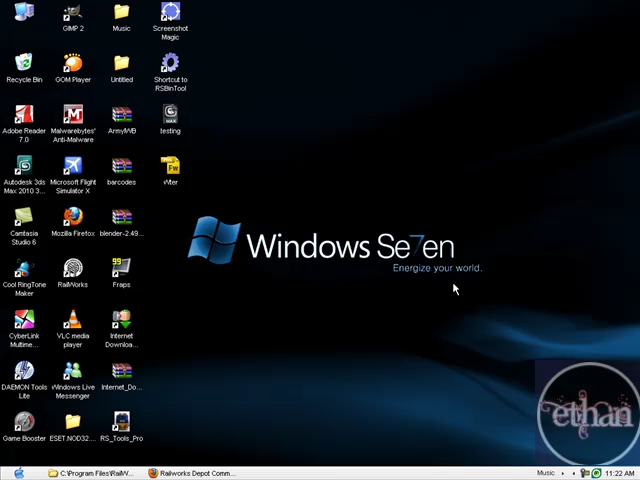 GIMP 2
Music
Screenshot
Magic
Recycle Bin
GOM Player
Untitled
Shortcut to
RSBinTool
Adobe Reader
7.0
Malwarebytes'
Anti-Malware
ArmyIWB
testing
Autodesk 3ds
Max 2010 3...
Microsoft Flight
Simulator X
barcodes
Camtasia
Studio 6
Mozilla Firefox
blender-2.49...
Cool RingTone
Maker
RailWorks
Fraps
CyberLink
Multime...
VLC media
player
Internet
Downloa...
DAEMON Tools
Lite
Windows Live
Messenger
Internet_Do...
Game Booster
ESET.NOD32....
RS_Tools_Pro
Windows Se7en
Energize your world.
ethan
C:\Program Files\RailW...
Railworks Depot Comm...
Music
11:22 AM